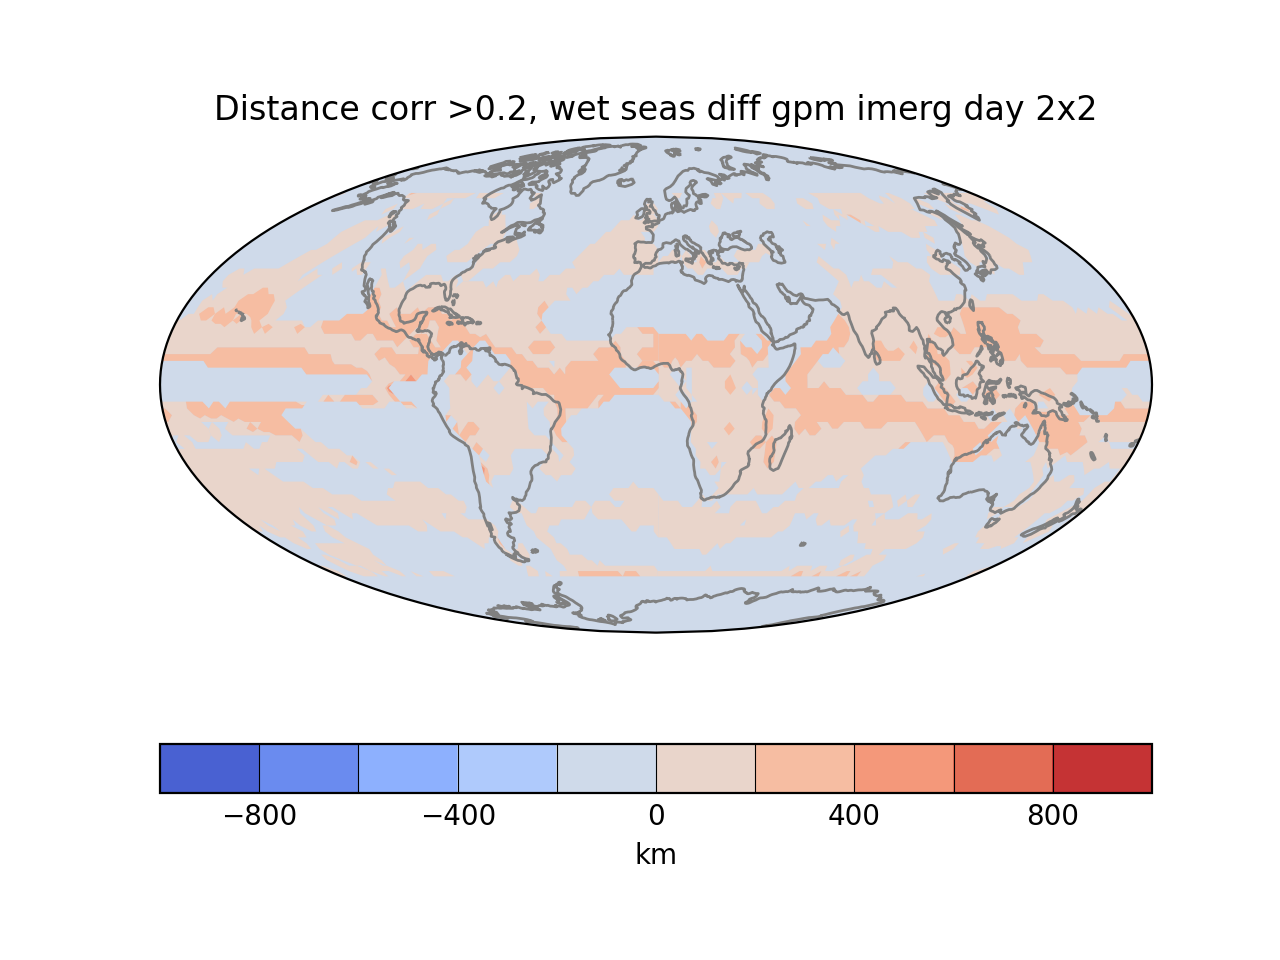 Distance corr >0.2, wet seas diff gpm imerg day 2x2
−800 −400 0 400 800
km